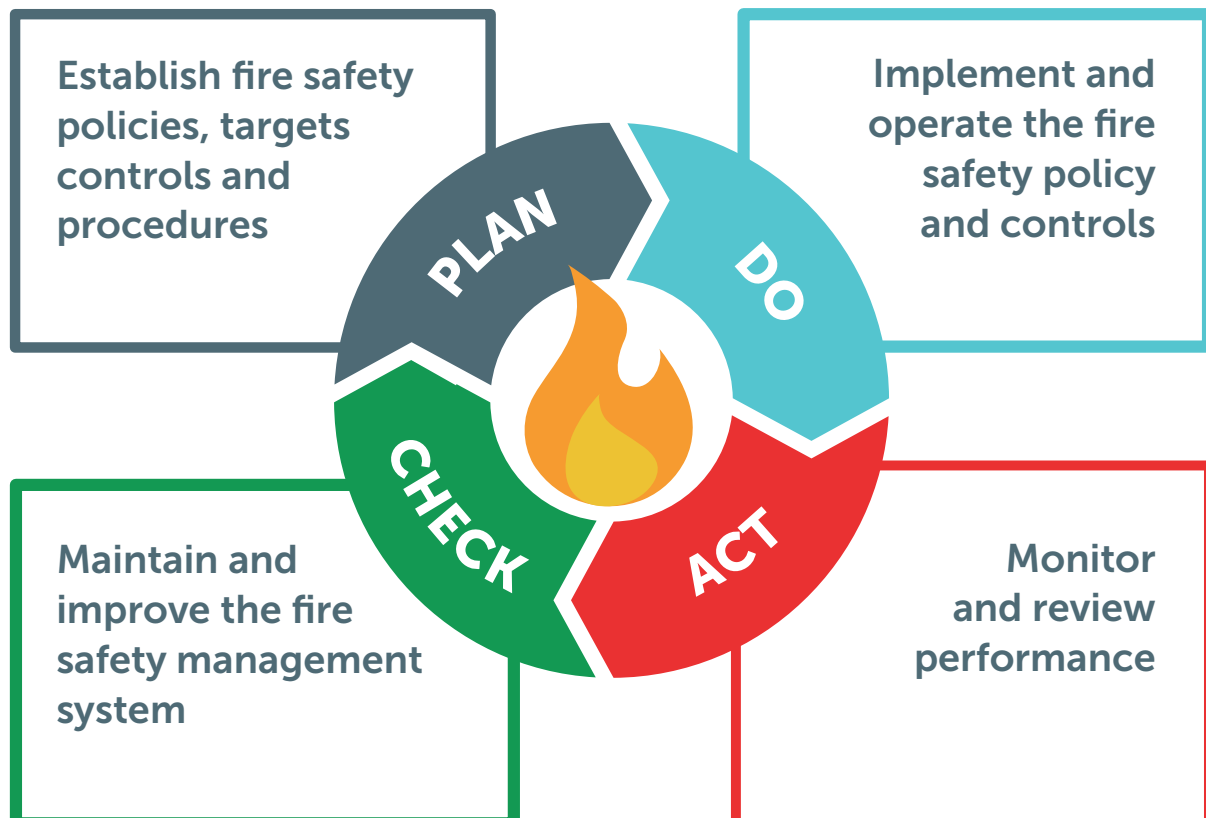 Establish fire safety
policies, targets
controls and
procedures
Implement and
operate the fire
safety policy
and controls
PLAN
DO
CHECK
ACT
Maintain and
improve the fire
safety management
system
Monitor
and review
performance